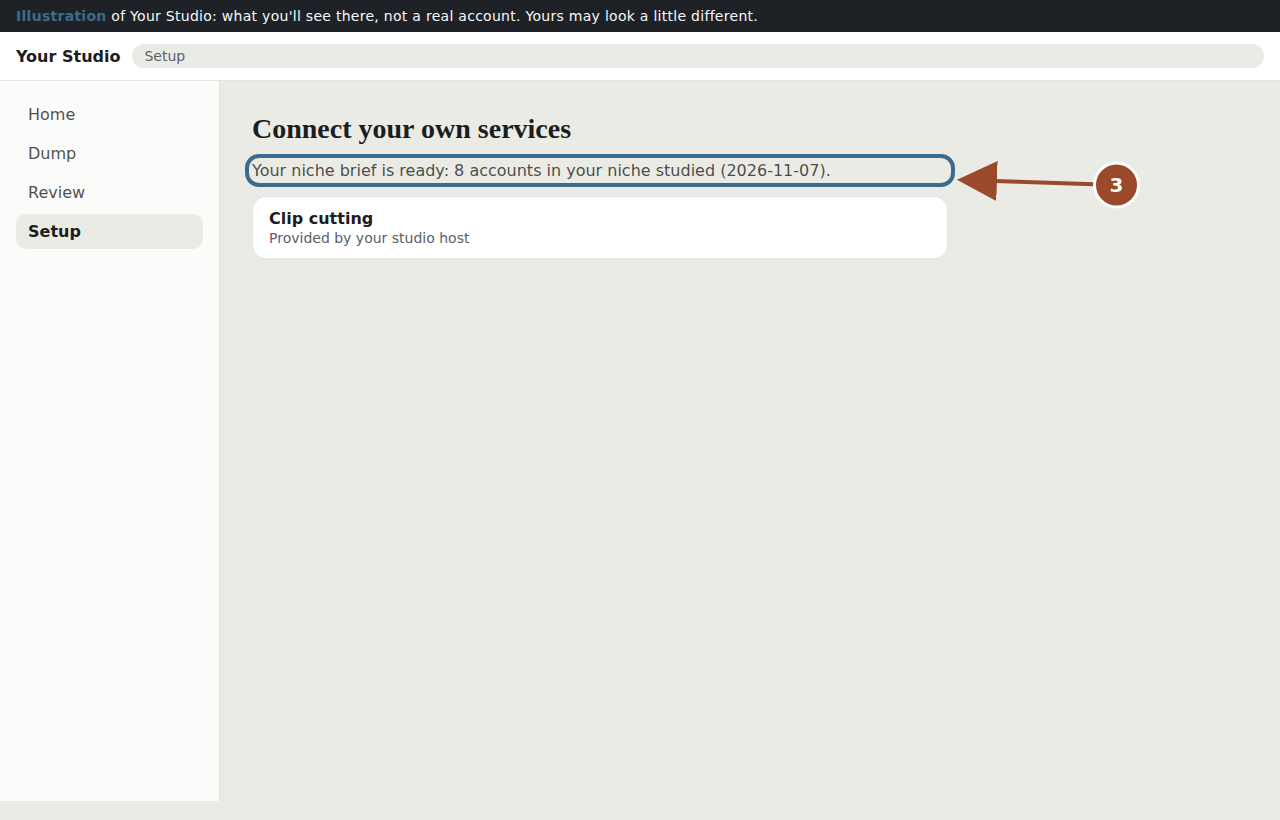 Illustration of Your Studio: what you'll see there, not a real account. Yours may look a little different.
Your Studio
Setup
Home
Dump
Review
Setup
Connect your own services
Your niche brief is ready: 8 accounts in your niche studied (2026-11-07).
3
Clip cutting
Provided by your studio host